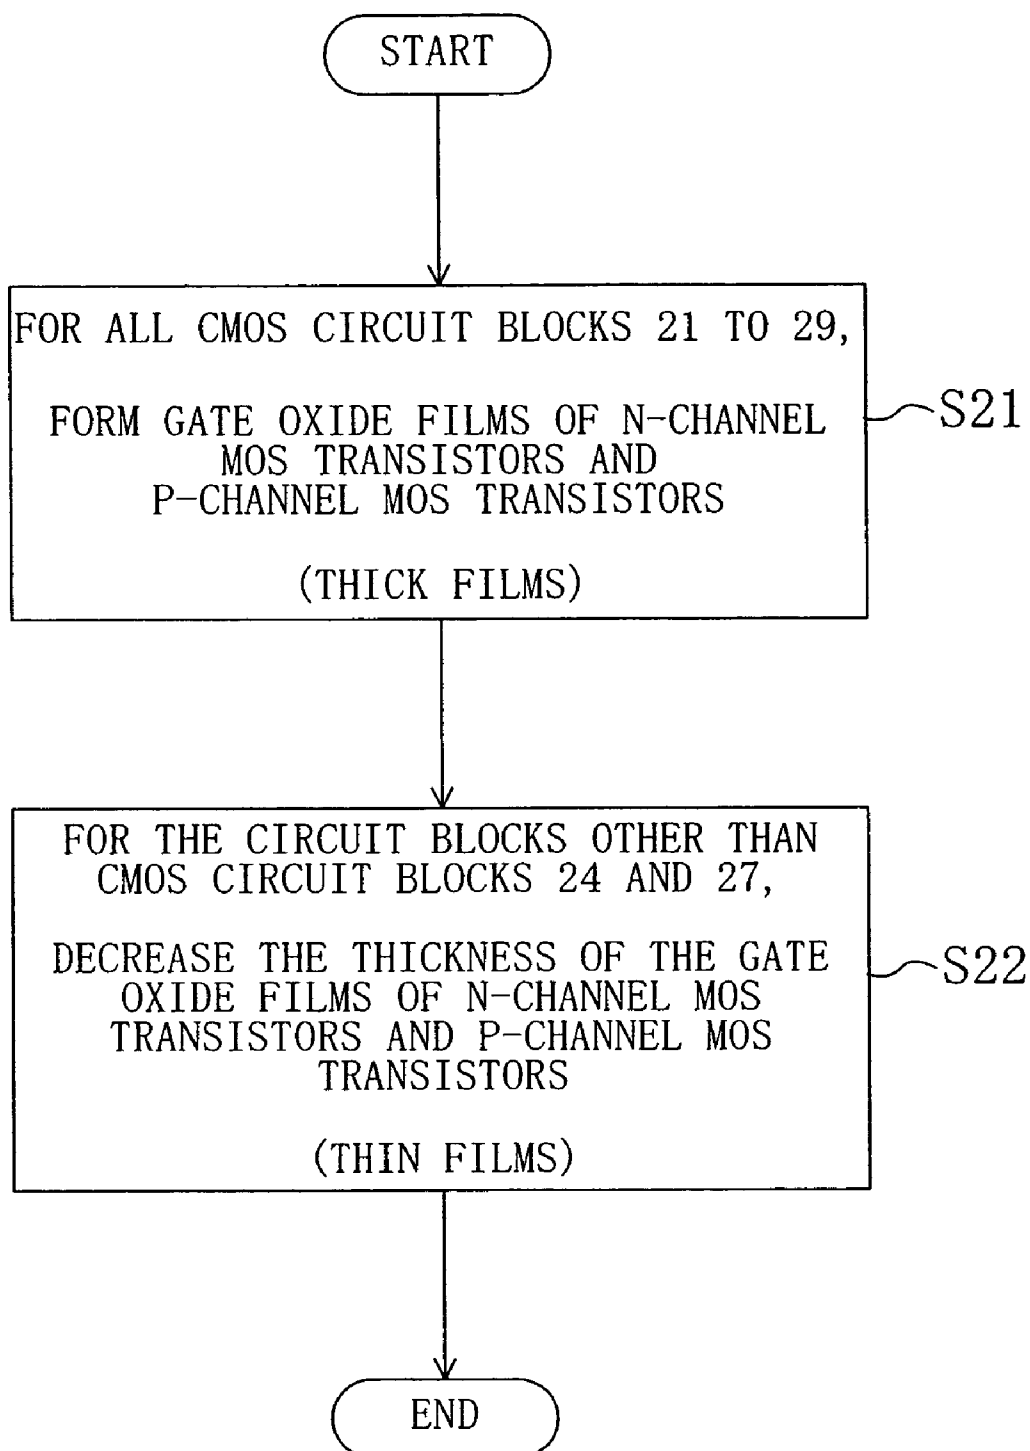 START
FOR ALL CMOS CIRCUIT BLOCKS 21 TO 29,
FORM GATE OXIDE FILMS OF N-CHANNEL
MOS TRANSISTORS AND
P-CHANNEL MOS TRANSISTORS
(THICK FILMS)
S21
FOR THE CIRCUIT BLOCKS OTHER THAN
CMOS CIRCUIT BLOCKS 24 AND 27,
DECREASE THE THICKNESS OF THE GATE
OXIDE FILMS OF N-CHANNEL MOS
TRANSISTORS AND P-CHANNEL MOS
TRANSISTORS
(THIN FILMS)
S22
END